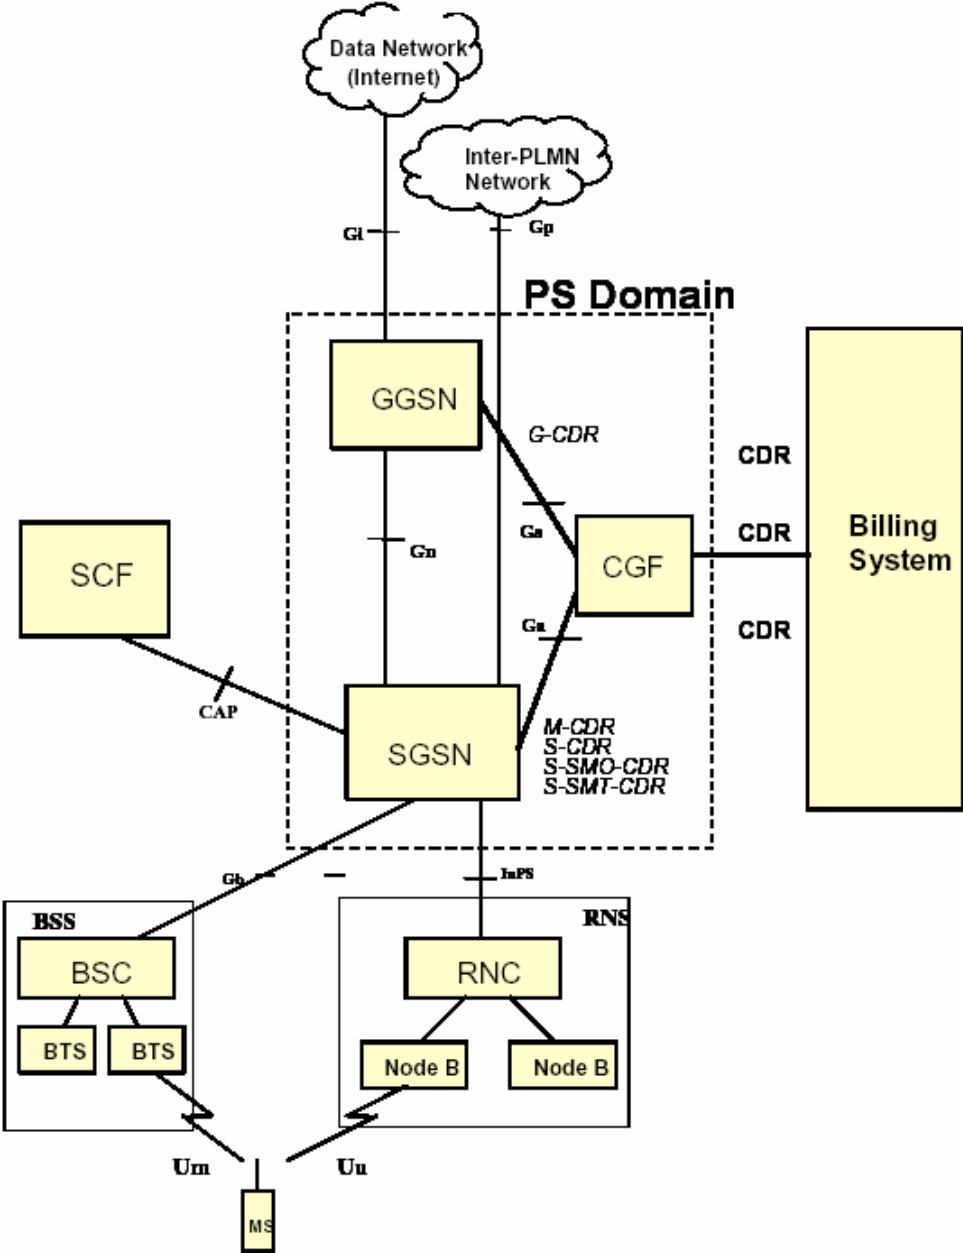 Data Network
(Internet)
Inter-PLMN
Network
Gi
Gp
PS Domain
GGSN
G-CDR
CDR
Ga
Gn
CDR
Billing
System
SCF
CGF
Ga
CDR
CAP
SGSN
M-CDR
S-CDR
S-SMO-CDR
S-SMT-CDR
Gb
IuPS
BSS
RNS
BSC
RNC
BTS
BTS
Node B
Node B
Um
Uu
MS